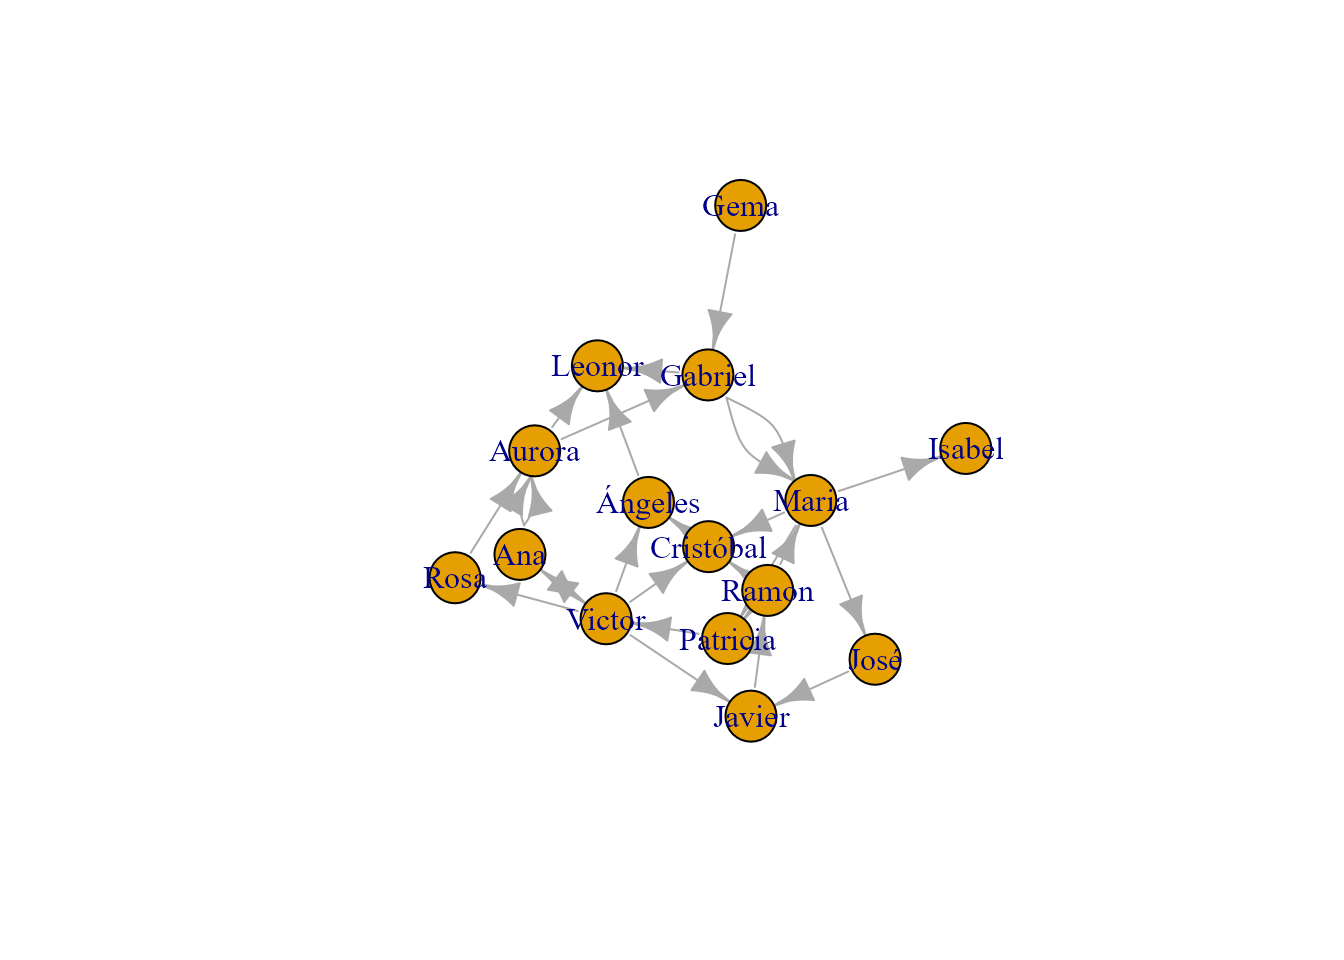 Gema
Leonor
Gabriel
Aurora
Isabel
Ángeles
Maria
Cristóbal
Ana
Rosa
Ramon
Victor
Patricia
José
Javier